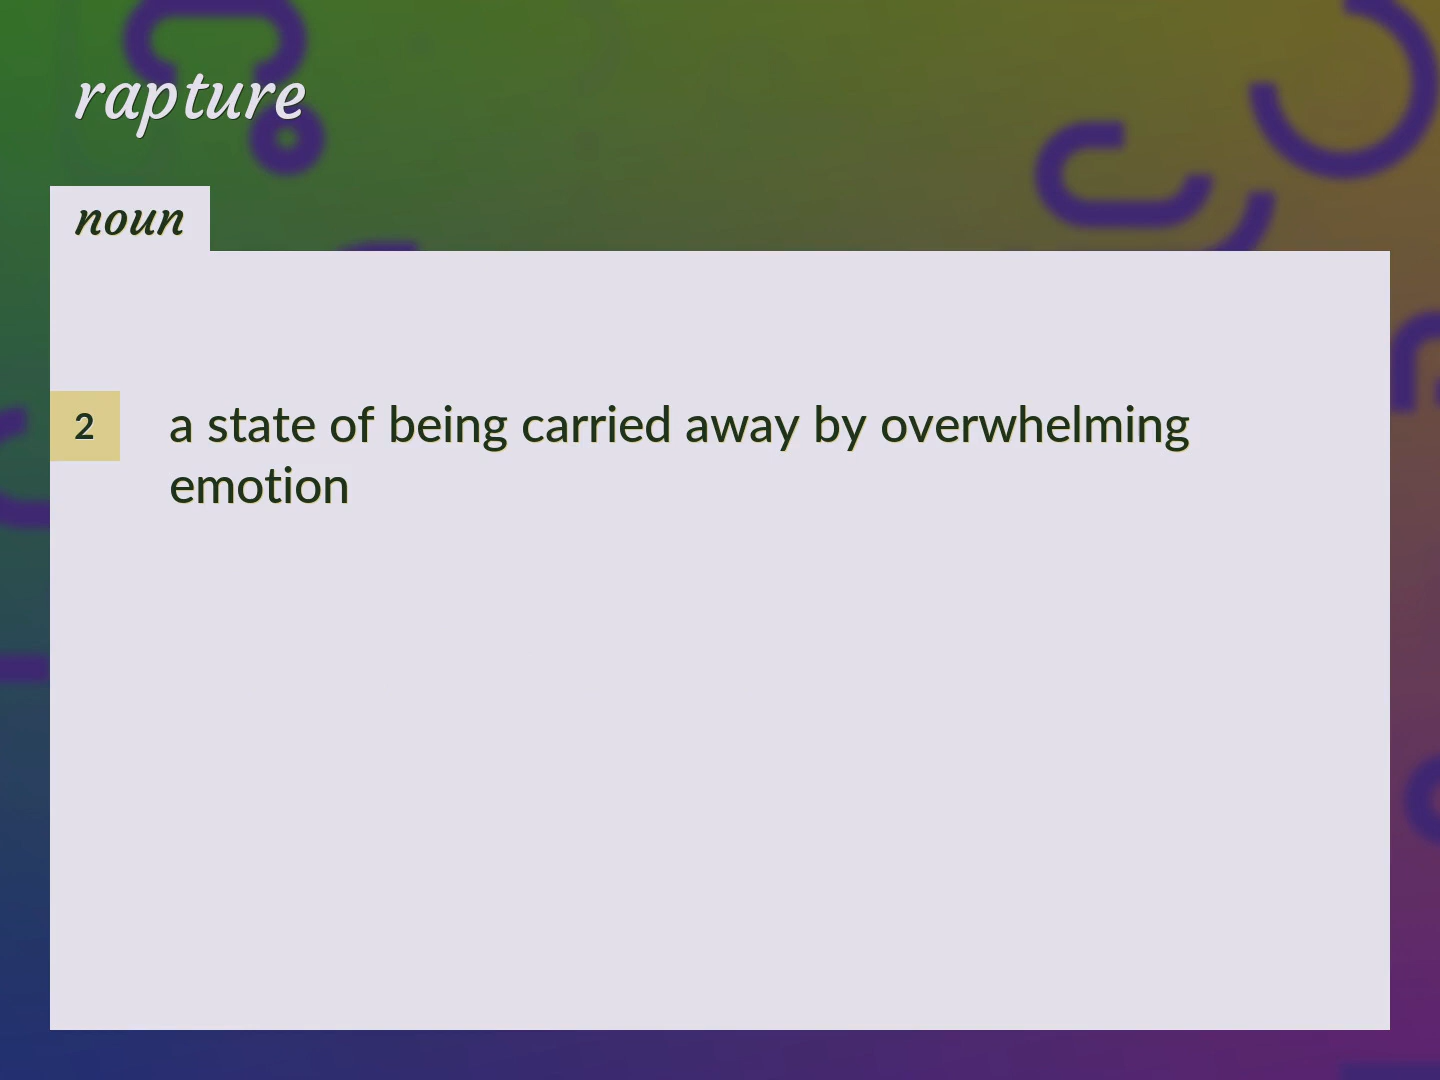 rapture
noun
2
a state of being carried away by overwhelming
emotion